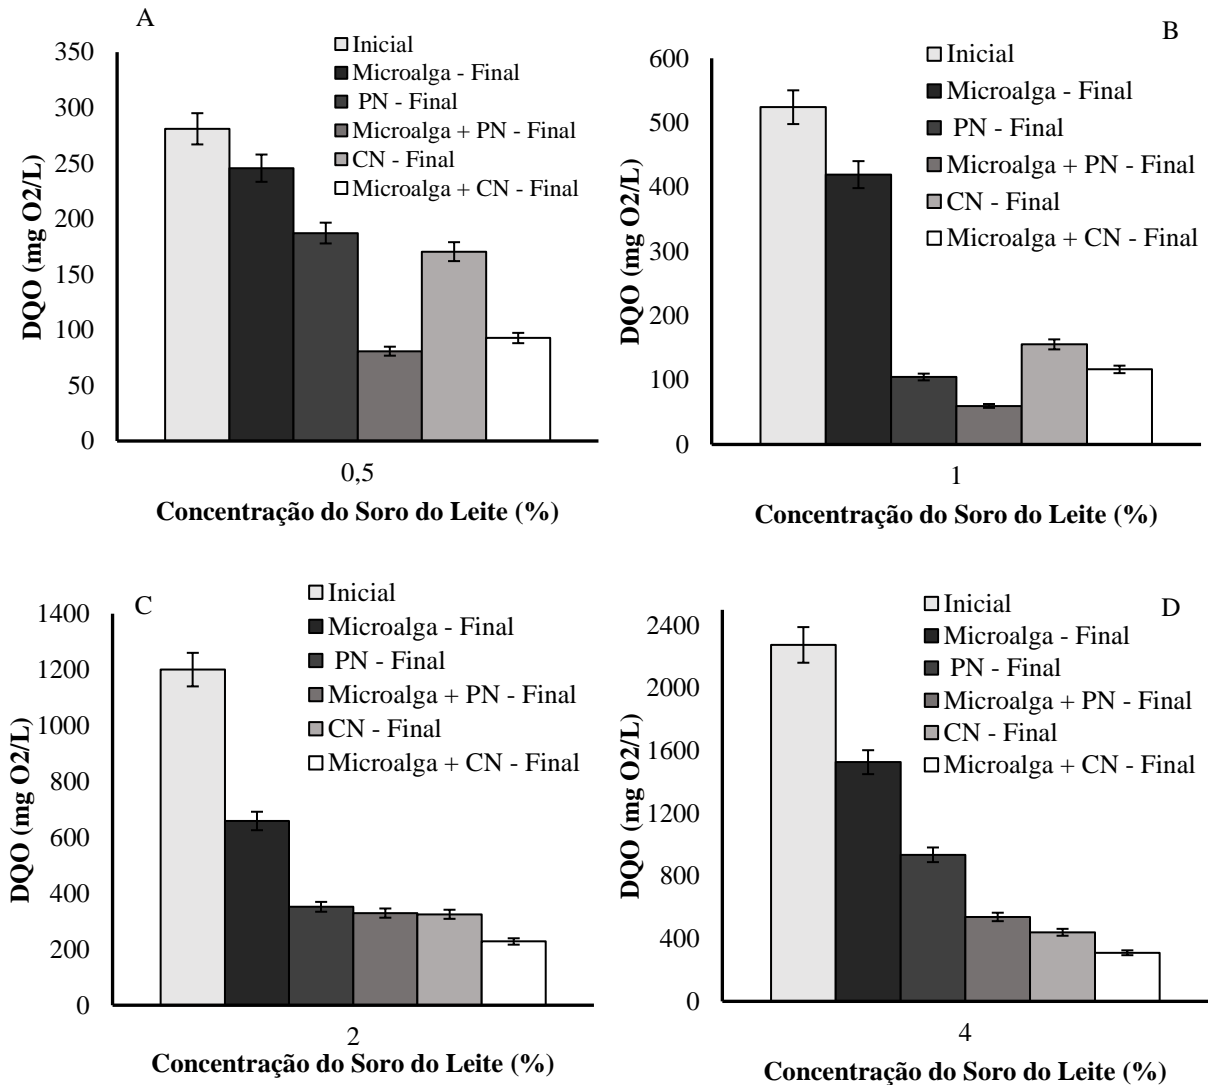 A
350
300
250
200
150
100
50
0
DQO (mg O2/L)
Inicial
Microalga - Final
PN - Final
Microalga + PN - Final
CN - Final
Microalga + CN - Final
0,5
Concentração do Soro do Leite (%)
B
600
500
400
300
200
100
0
DQO (mg O2/L)
Inicial
Microalga - Final
PN - Final
Microalga + PN - Final
CN - Final
Microalga + CN - Final
1
Concentração do Soro do Leite (%)
C
1400
1200
1000
800
600
400
200
0
DQO (mg O2/L)
Inicial
Microalga - Final
PN - Final
Microalga + PN - Final
CN - Final
Microalga + CN - Final
2
Concentração do Soro do Leite (%)
D
2400
2000
1600
1200
800
400
0
DQO (mg O2/L)
Inicial
Microalga - Final
PN - Final
Microalga + PN - Final
CN - Final
Microalga + CN - Final
4
Concentração do Soro do Leite (%)